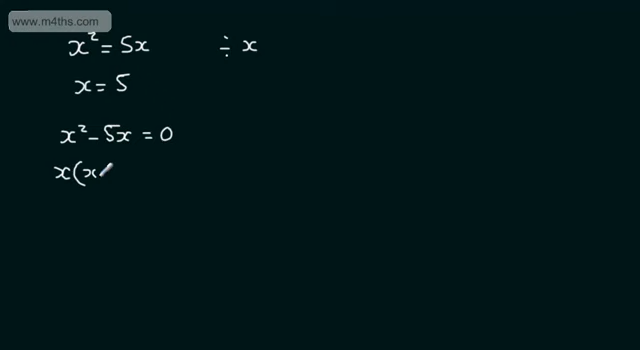 www.m4ths.com
x² = 5x ÷ x
x = 5
x² - 5x = 0
x(x